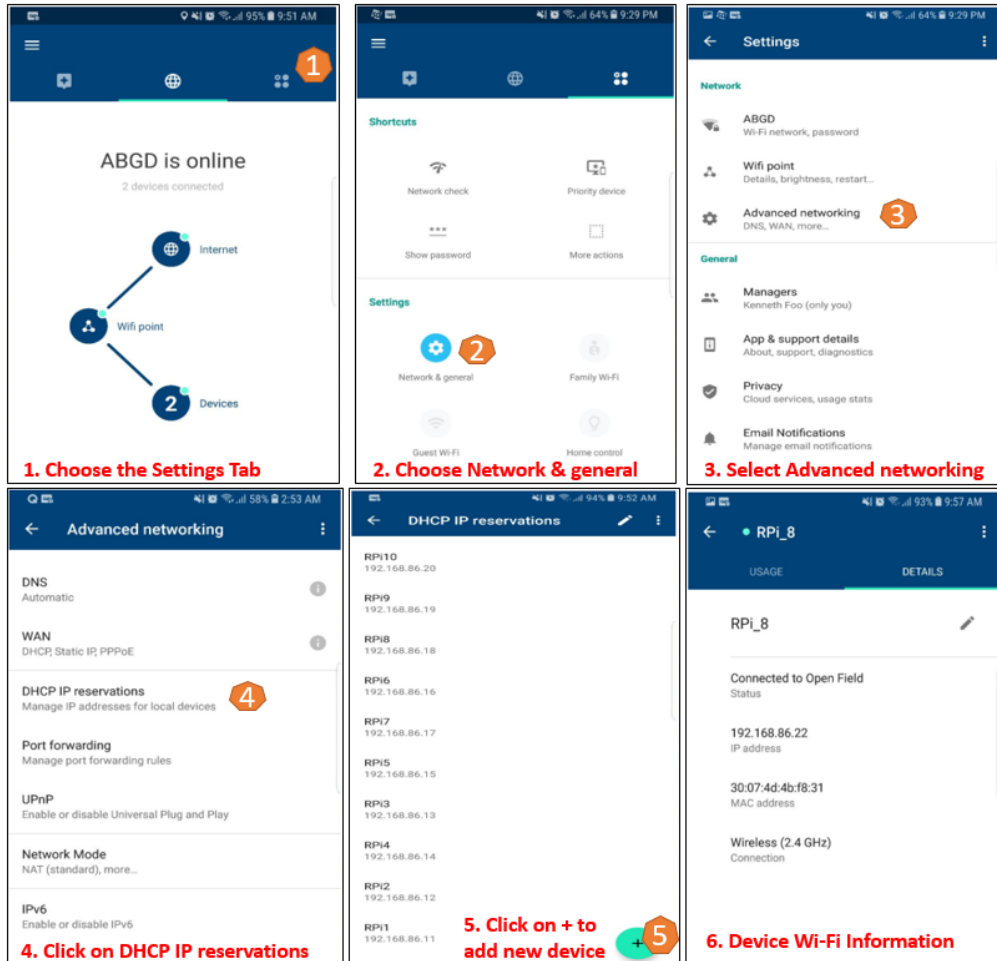 95% 9:51 AM
1
ABGD is online
2 devices connected
Internet
Wifi point
2
Devices
1. Choose the Settings Tab
64% 9:29 PM
Shortcuts
Network check
Priority device
***
Show password
More actions
Settings
2
Network & general
Family Wi-Fi
Guest Wi-Fi
Home control
2. Choose Network & general
64% 9:29 PM
Settings
Network
ABGD
Wi-Fi network, password
Wifi point
Details, brightness, restart...
Advanced networking
DNS, WAN, more...
3
General
Managers
Kenneth Foo (only you)
App & support details
About, support, diagnostics
Privacy
Cloud services, usage stats
Email Notifications
Manage email notifications
3. Select Advanced networking
58% 2:53 AM
Advanced networking
DNS
Automatic
WAN
DHCP, Static IP, PPPoE
DHCP IP reservations
Manage IP addresses for local devices
4
Port forwarding
Manage port forwarding rules
UPnP
Enable or disable Universal Plug and Play
Network Mode
NAT (standard), more...
IPv6
Enable or disable IPv6
4. Click on DHCP IP reservations
94% 9:52 AM
DHCP IP reservations
RPi10
192.168.86.20
RPi9
192.168.86.19
RPi8
192.168.86.18
RPi6
192.168.86.16
RPi7
192.168.86.17
RPi5
192.168.86.15
RPi3
192.168.86.13
RPi4
192.168.86.14
RPi2
192.168.86.12
RPi1
192.168.86.11
5. Click on + to
add new device
+
5
93% 9:57 AM
RPi_8
USAGE
DETAILS
RPi_8
Connected to Open Field
Status
192.168.86.22
IP address
30:07:4d:4b:f8:31
MAC address
Wireless (2.4 GHz)
Connection
6. Device Wi-Fi Information